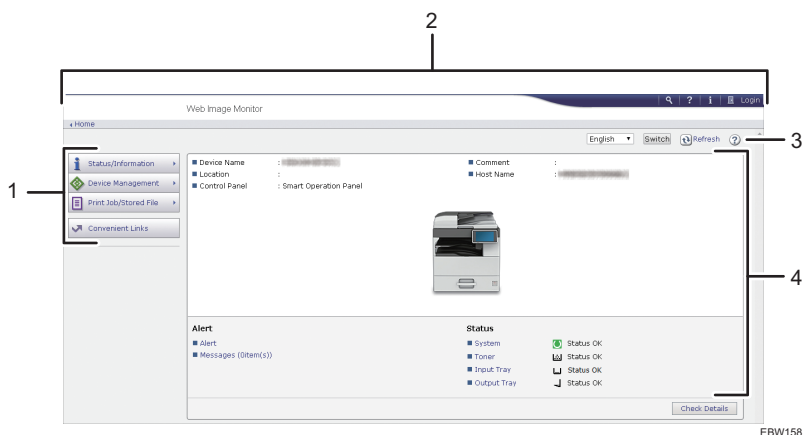 2
Login
Web Image Monitor
Home
English Switch Refresh
3
1
Status/Information
Device Management
Print Job/Stored File
Convenient Links
Device Name :
Location :
Control Panel : Smart Operation Panel
Comment :
Host Name :
4
Alert
Alert
Messages (0item(s))
Status
System Status OK
Toner Status OK
Input Tray Status OK
Output Tray Status OK
Check Details
EBW158